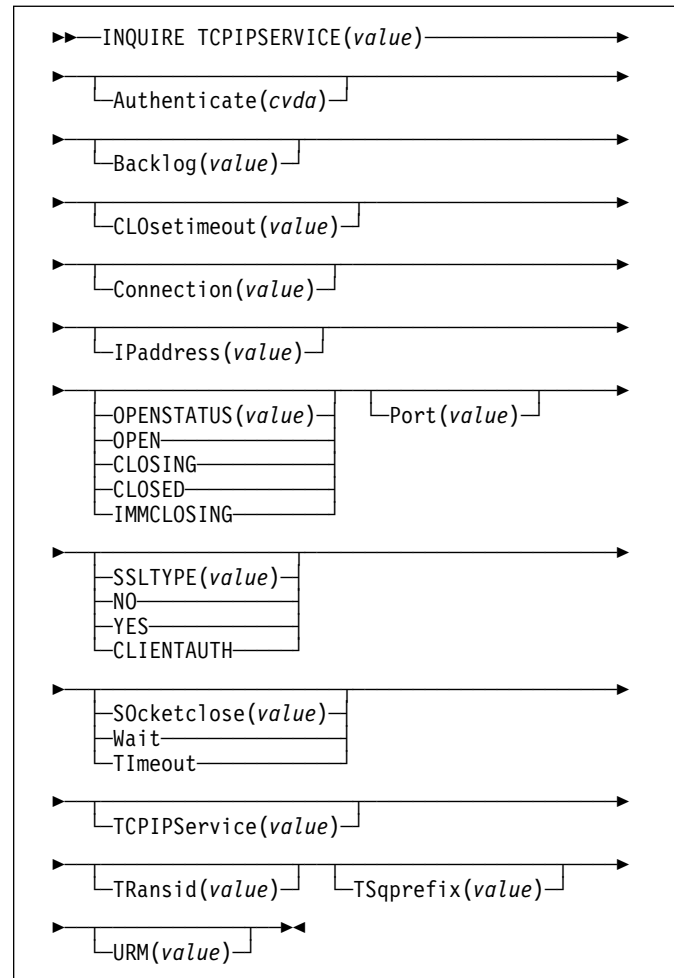 INQUIRE TCPIPSERVICE(value)
Authenticate(cvda)
Backlog(value)
CLOsetimeout(value)
Connection(value)
IPaddress(value)
OPENSTATUS(value) Port(value)
OPEN
CLOSING
CLOSED
IMMCLOSING
SSLTYPE(value)
NO
YES
CLIENTAUTH
SOcketclose(value)
Wait
TImeout
TCPIPService(value)
TRansid(value) TSqprefix(value)
URM(value)